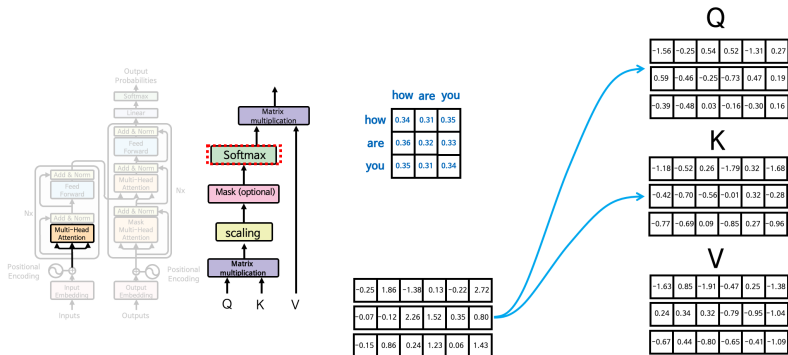 Output
Probabilities
Softmax
Linear
Add & Norm
Feed
Forward
Add & Norm
Multi-Head
Attention
Add & Norm
Mask
Multi-Head
Attention
Nx
Add & Norm
Feed
Forward
Nx
Add & Norm
Multi-Head
Attention
Positional
Encoding
Positional
Encoding
Input
Embedding
Output
Embedding
Inputs
Outputs
Matrix
multiplication
Softmax
Mask (optional)
scaling
Matrix
multiplication
Q K V
how are you
how 0.34 0.31 0.35
are 0.36 0.32 0.33
you 0.35 0.31 0.34
-0.25 1.86 -1.38 0.13 -0.22 2.72
-0.07 -0.12 2.26 1.52 0.35 0.80
-0.15 0.86 0.24 1.23 0.06 1.43
Q
-1.56 -0.25 0.54 0.52 -1.31 0.27
0.59 -0.46 -0.25 -0.73 0.47 0.19
-0.39 -0.48 0.03 -0.16 -0.30 0.16
K
-1.18 -0.52 0.26 -1.79 0.32 -1.68
-0.42 -0.70 -0.56 -0.01 0.32 -0.28
-0.77 -0.69 0.09 -0.85 0.27 -0.96
V
-1.63 0.85 -1.91 -0.47 0.25 -1.38
0.24 0.34 0.32 -0.79 -0.95 -1.04
-0.67 0.44 -0.80 -0.65 -0.41 -1.09